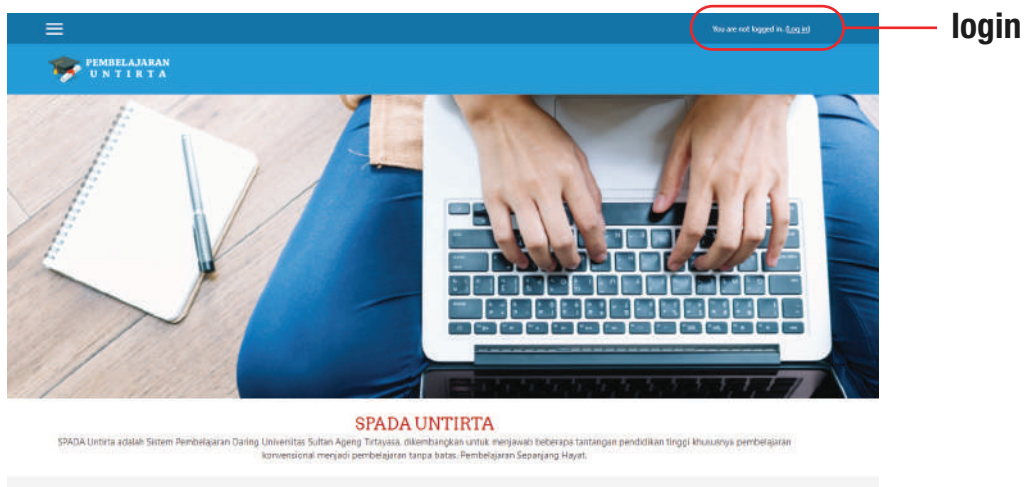 You are not logged in. (Log in)
login
PEMBELAJARAN
UNTIRTA
SPADA UNTIRTA
SPADA Untirta adalah Sistem Pembelajaran Daring Universitas Sultan Ageng Tirtayasa, dikembangkan untuk menjawab beberapa tantangan pendidikan tinggi khususnya pembelajaran
konvensional menjadi pembelajaran tanpa batas. Pembelajaran Sepanjang Hayat.